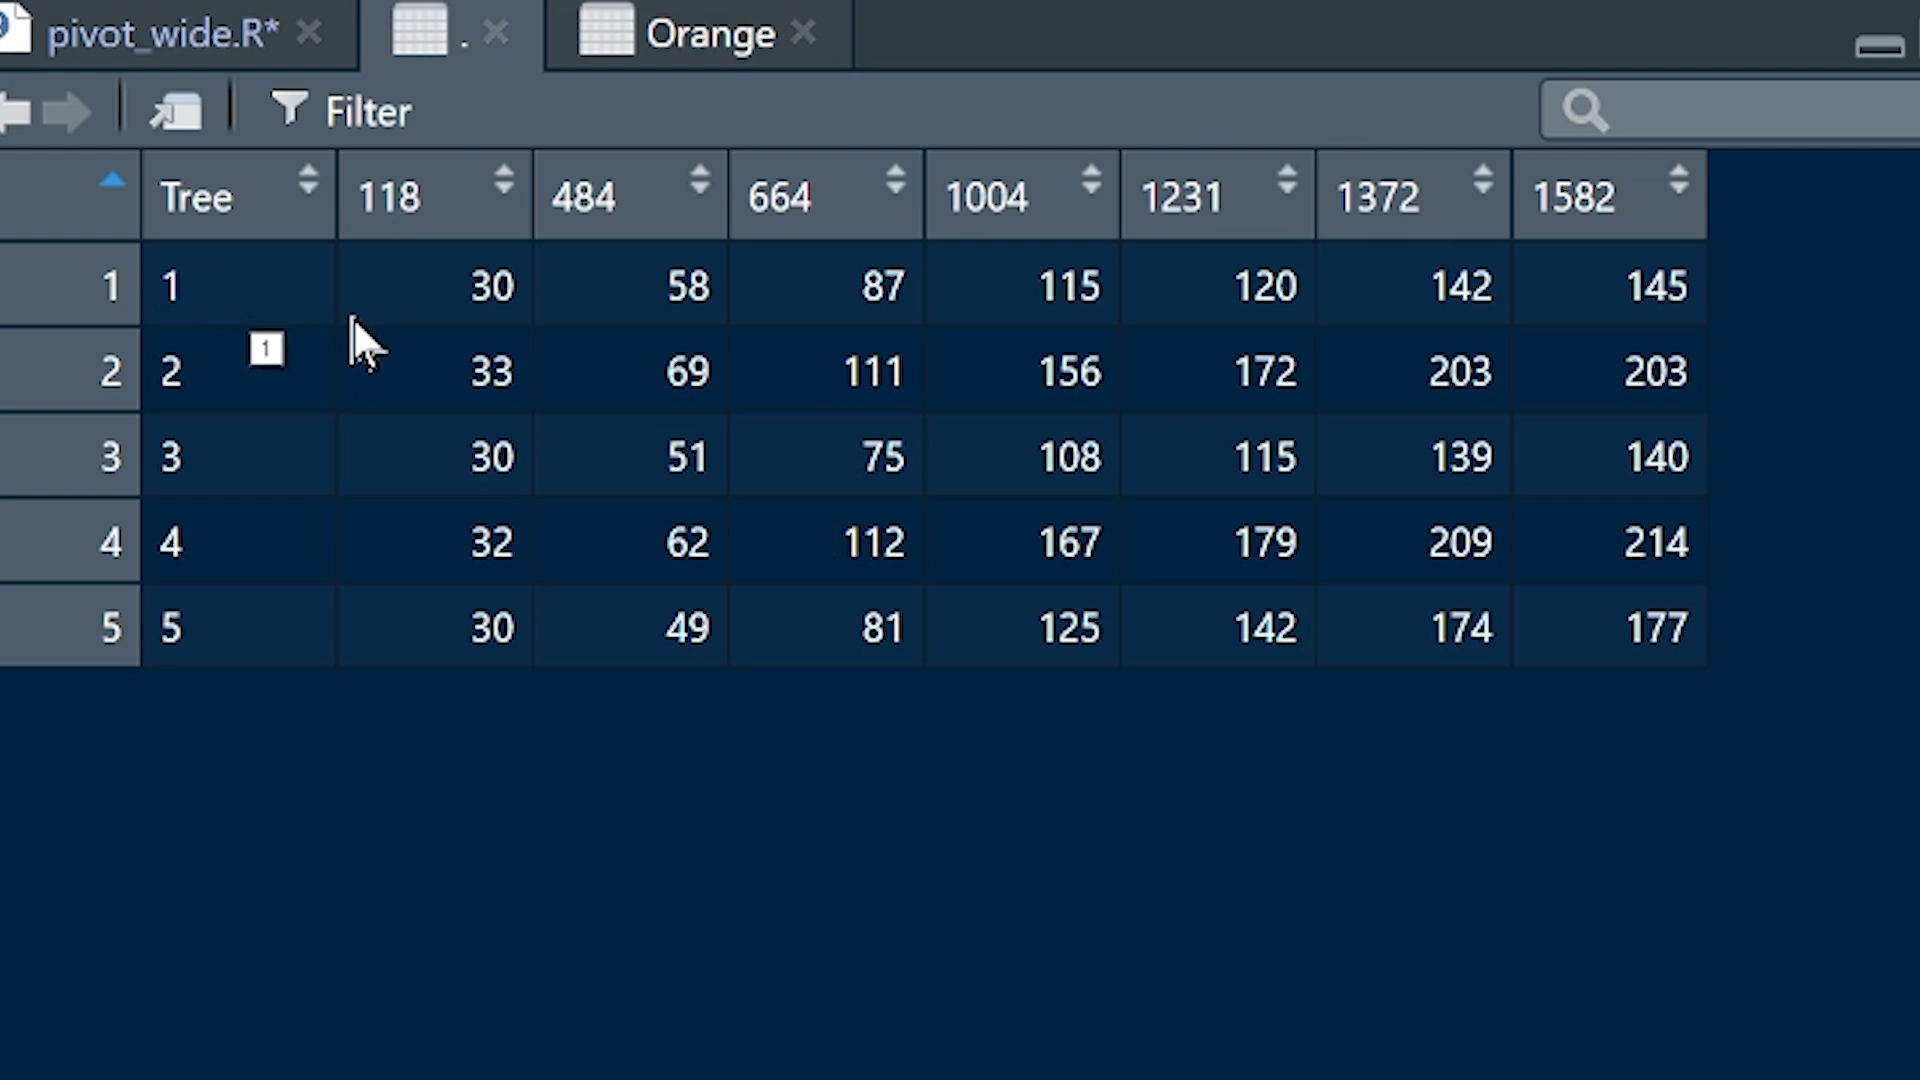 pivot_wide.R* . Orange
Filter
Tree 118 484 664 1004 1231 1372 1582
1 1 30 58 87 115 120 142 145
1
2 2 33 69 111 156 172 203 203
3 3 30 51 75 108 115 139 140
4 4 32 62 112 167 179 209 214
5 5 30 49 81 125 142 174 177